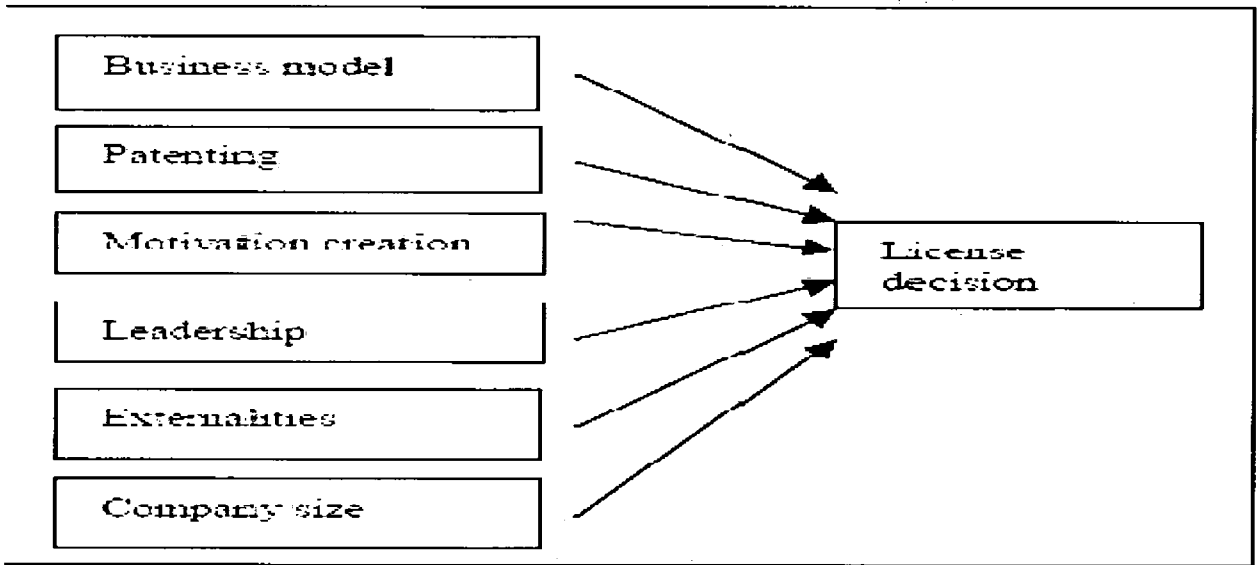 Business model
Patenting
Motivation creation
Leadership
Externalities
Company size
License
decision